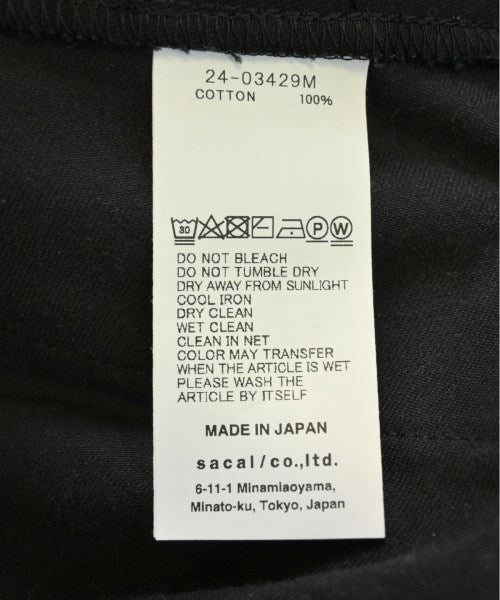 24-03429M
COTTON 100%
30 P W
DO NOT BLEACH
DO NOT TUMBLE DRY
DRY AWAY FROM SUNLIGHT
COOL IRON
DRY CLEAN
WET CLEAN
CLEAN IN NET
COLOR MAY TRANSFER
WHEN THE ARTICLE IS WET
PLEASE WASH THE
ARTICLE BY ITSELF
MADE IN JAPAN
sacai/co.,ltd.
6-11-1 Minamiaoyama,
Minato-ku, Tokyo, Japan